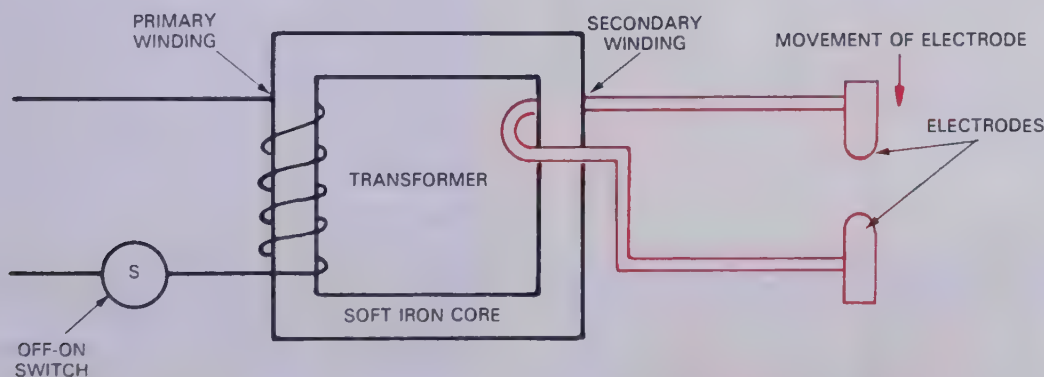 PRIMARY
WINDING
SECONDARY
WINDING
MOVEMENT OF ELECTRODE
ELECTRODES
TRANSFORMER
S
SOFT IRON CORE
OFF-ON
SWITCH